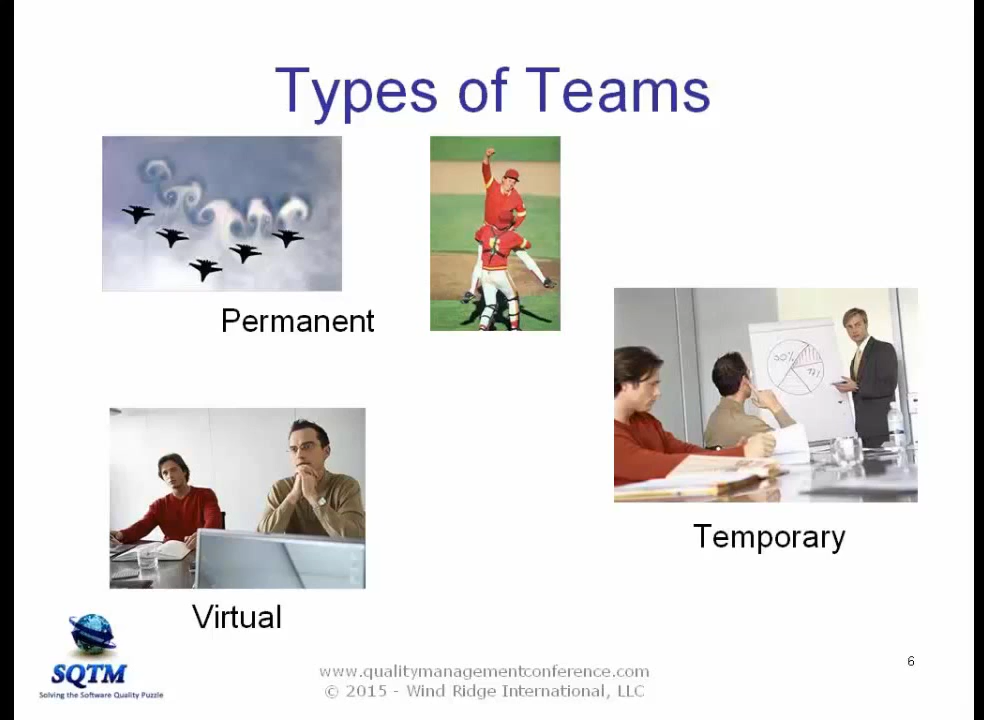 Types of Teams
Permanent
50%
Temporary
Virtual
SQTM
Solving the Software Quality Puzzle
www.qualitymanagementconference.com
© 2015 - Wind Ridge International, LLC
6